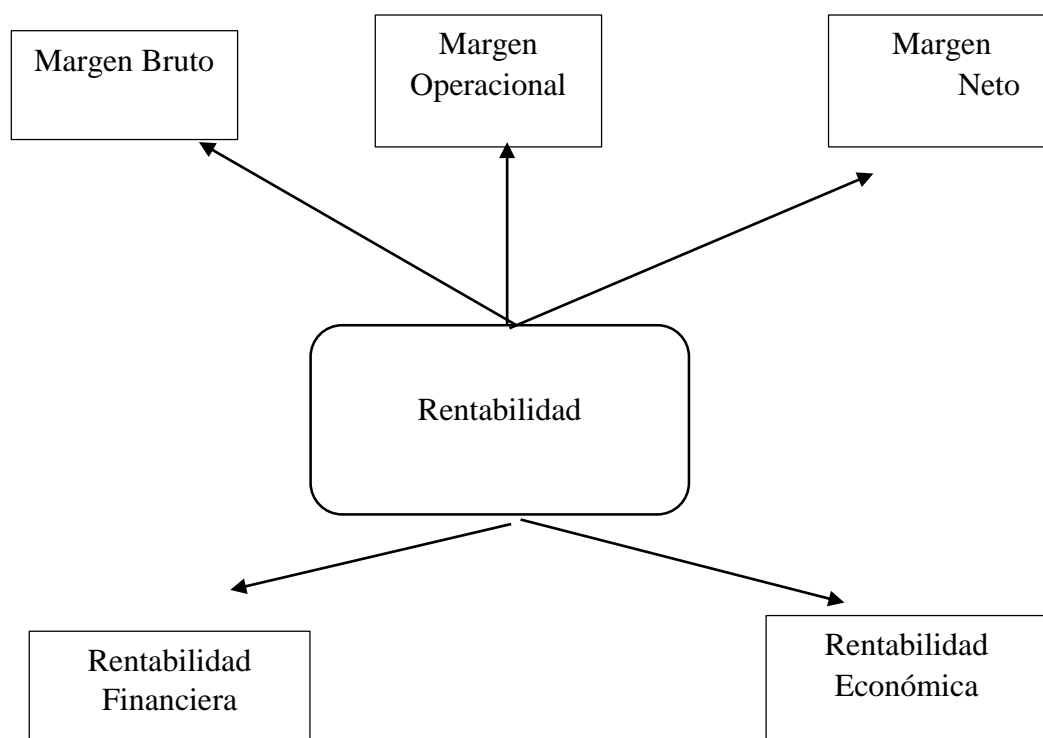 Margen Bruto
Margen
Operacional
Margen
Neto
Rentabilidad
Rentabilidad
Financiera
Rentabilidad
Económica